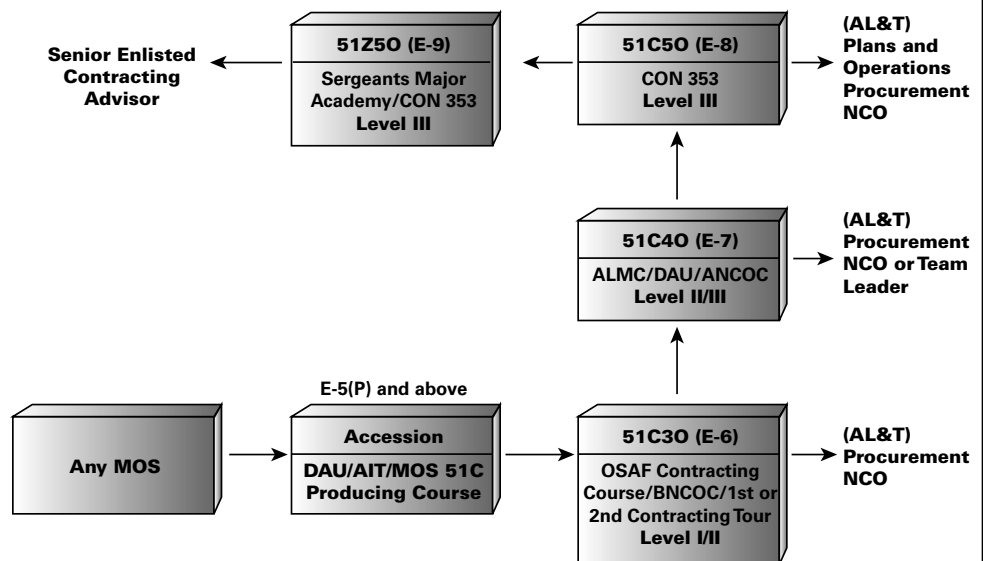 Senior Enlisted
Contracting
Advisor
51Z5O (E-9)
Sergeants Major
Academy/CON 353
Level III
51C5O (E-8)
CON 353
Level III
(AL&T)
Plans and
Operations
Procurement
NCO
51C4O (E-7)
ALMC/DAU/ANCOC
Level II/III
(AL&T)
Procurement
NCO or Team
Leader
Any MOS
E-5(P) and above
Accession
DAU/AIT/MOS 51C
Producing Course
51C3O (E-6)
OSAF Contracting
Course/BNCOC/1st or
2nd Contracting Tour
Level I/II
(AL&T)
Procurement
NCO